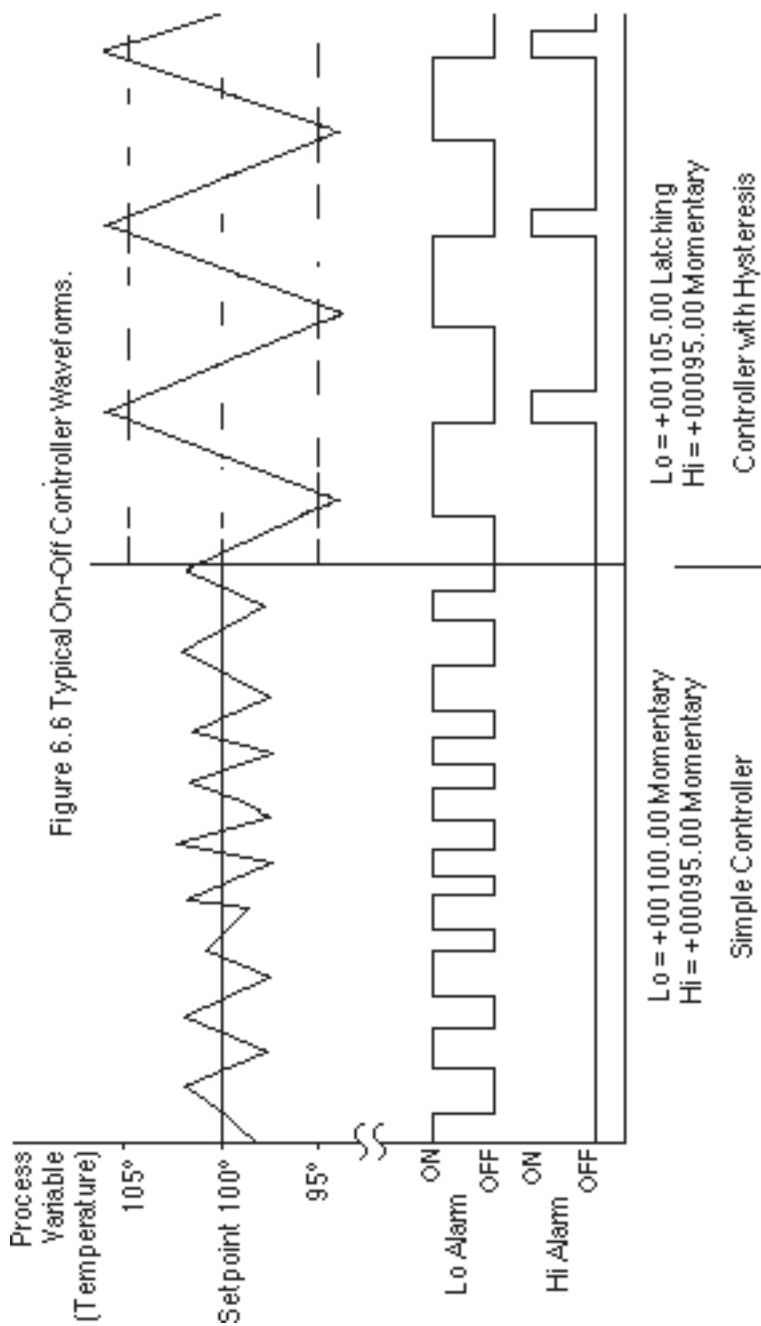 Figure 6.6 Typical On-Off Controller Waveforms.
Process
Variable
(Temperature)
105°
Setpoint 100°
95°
ON
Lo Alarm
OFF
ON
Hi Alarm
OFF
Lo = +00100.00 Momentary
Hi = +00095.00 Momentary
Simple Controller
Lo = +00105.00 Latching
Hi = +00095.00 Momentary
Controller with Hysteresis